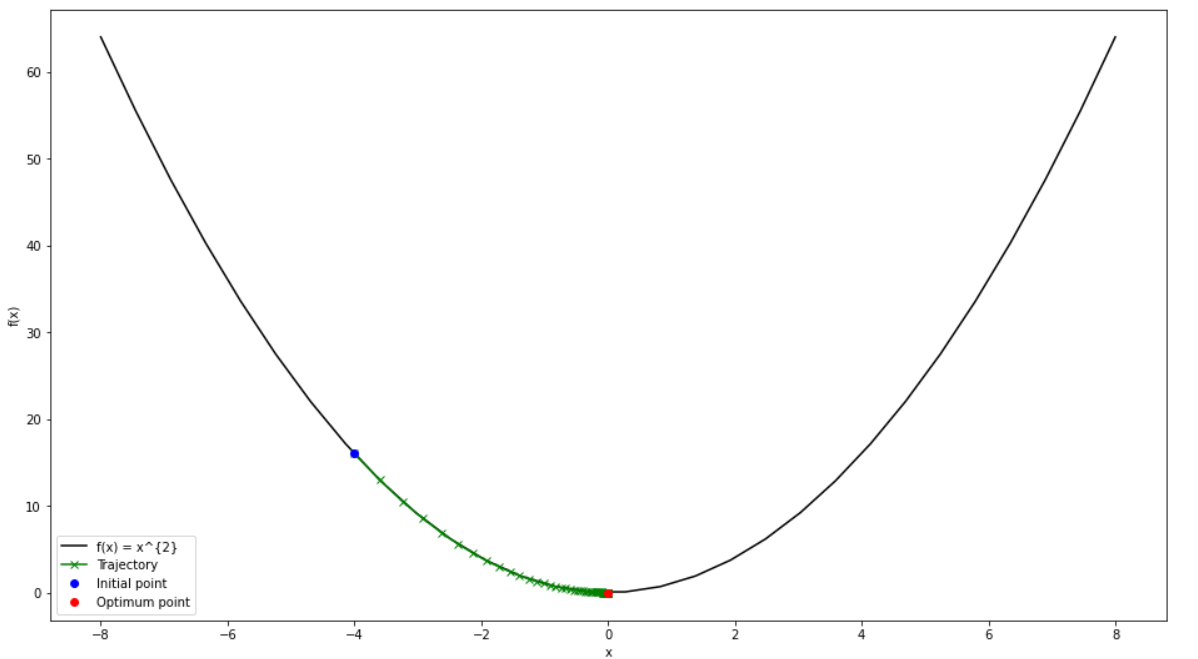 60
50
40
30
20
10
0
f(x)
f(x) = x^{2}
Trajectory
Initial point
Optimum point
−8 −6 −4 −2 0 2 4 6 8
x